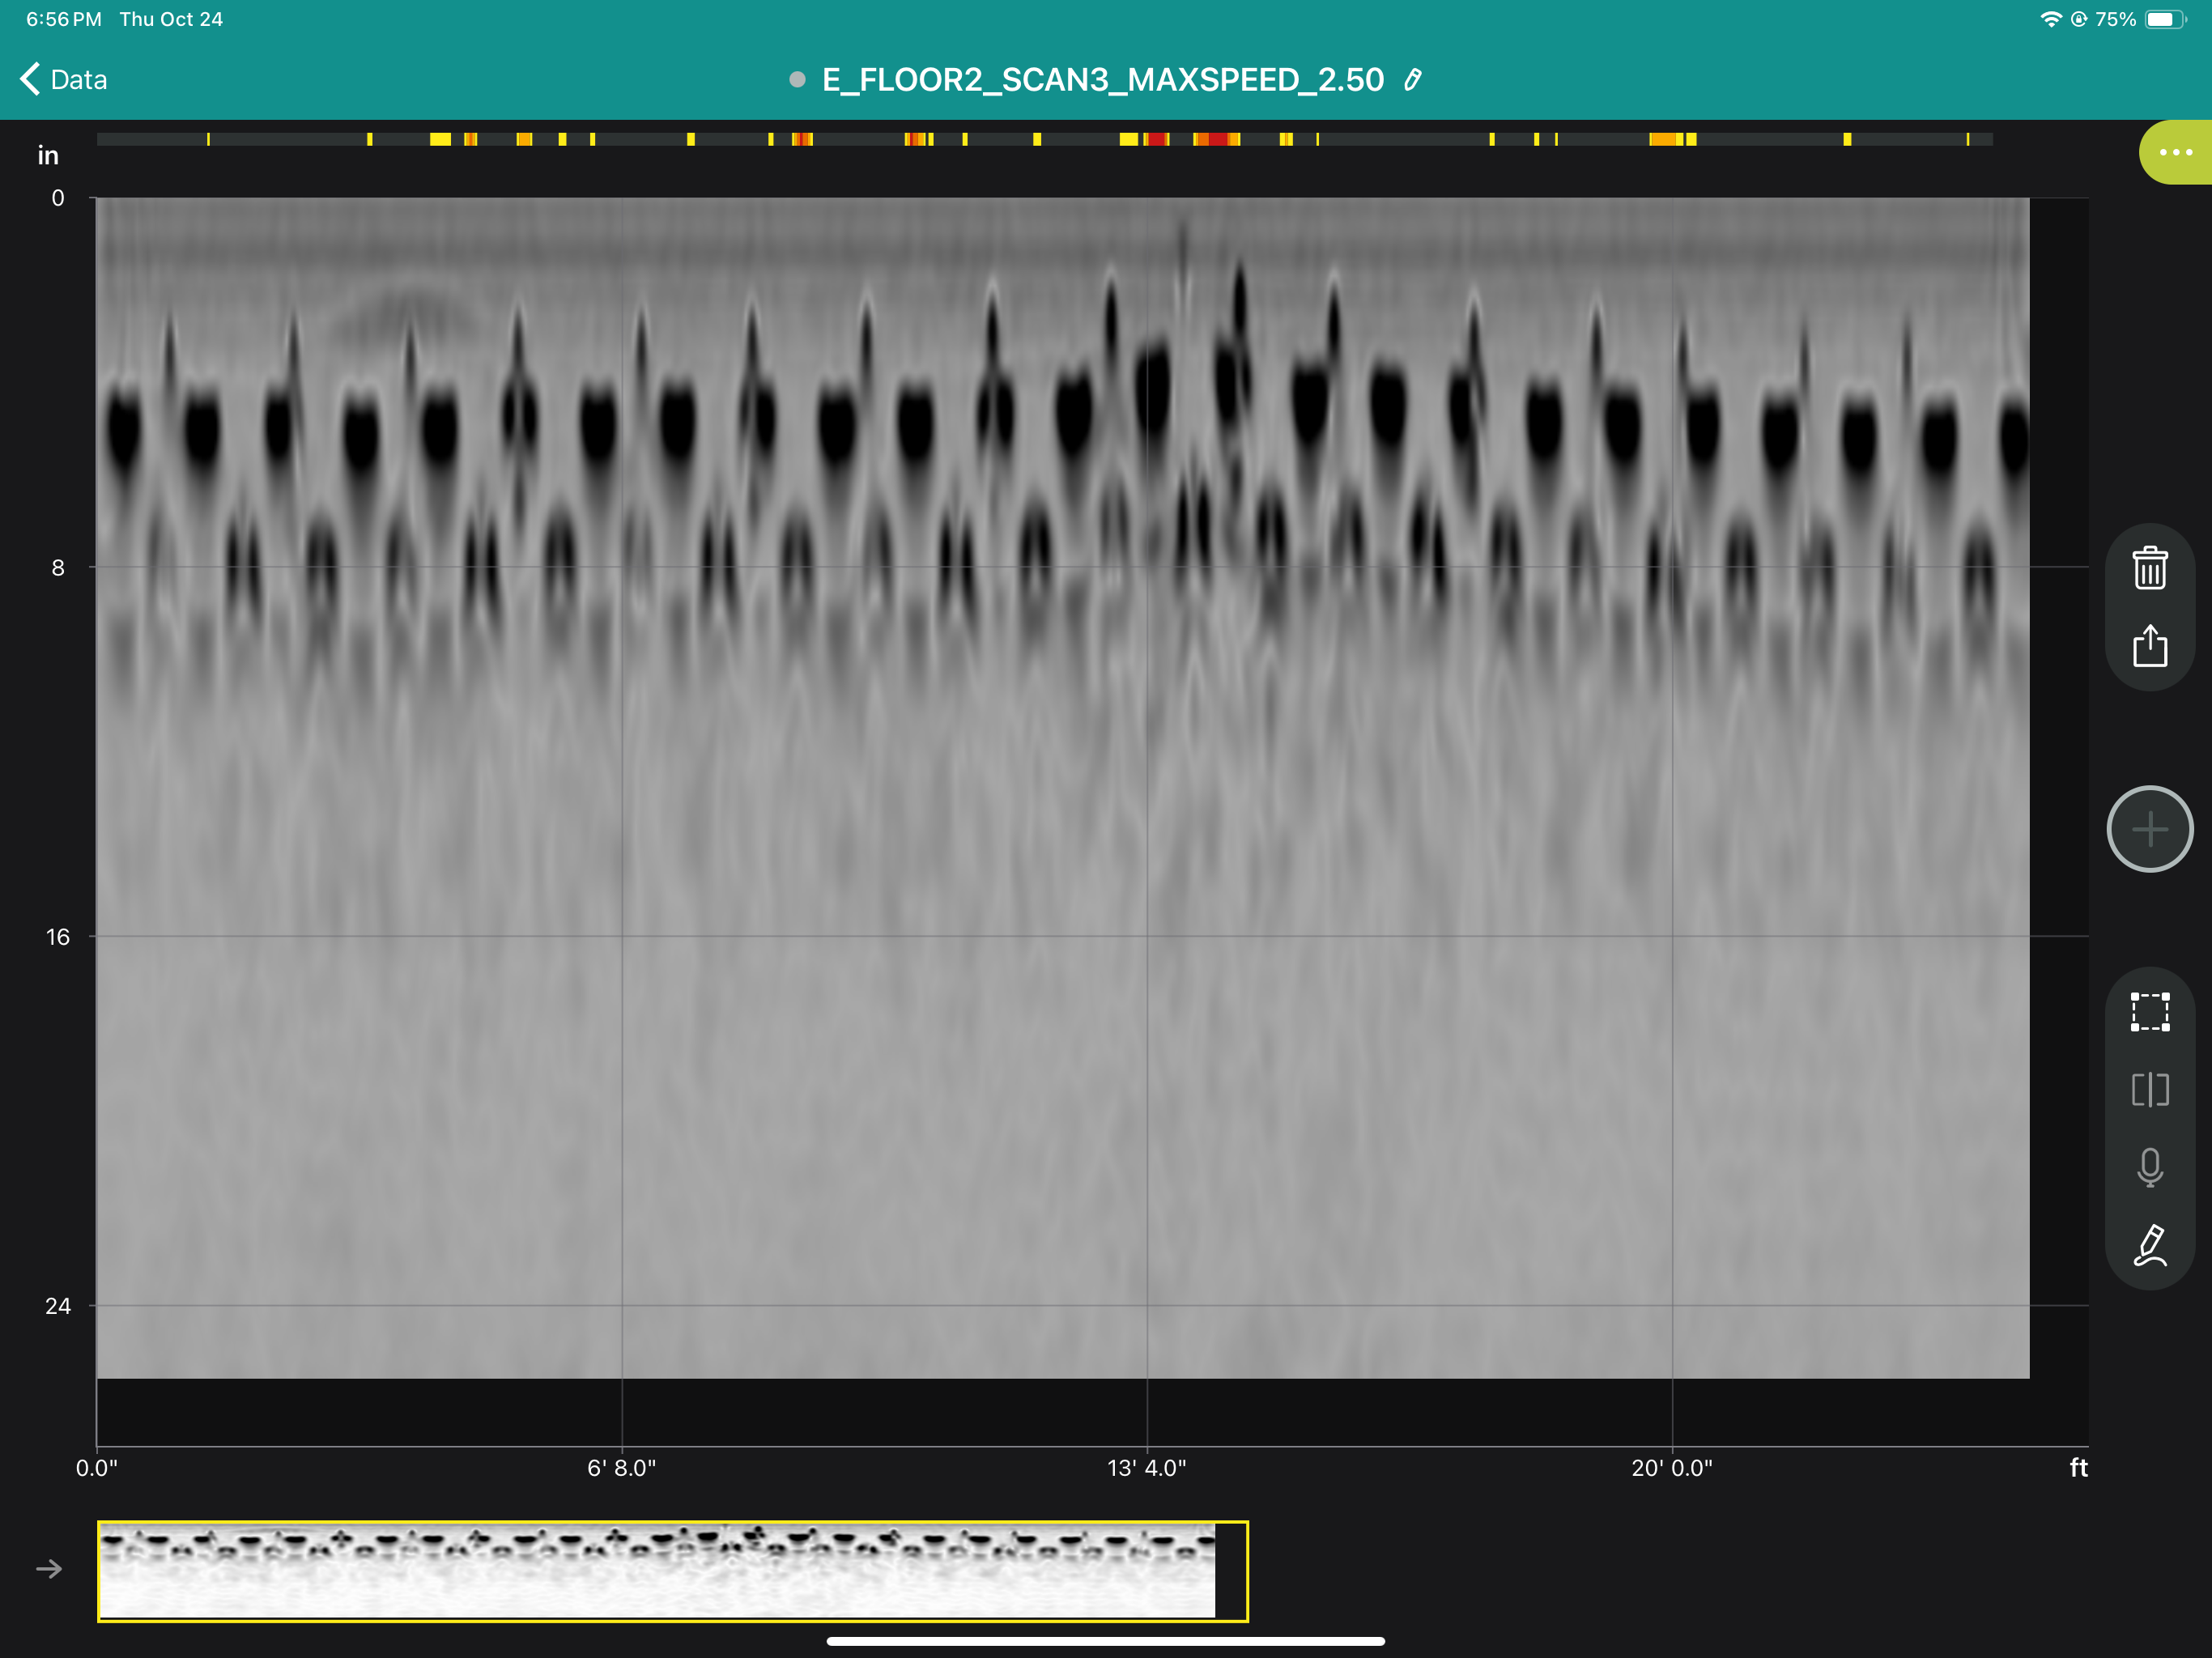 6:56 PM Thu Oct 24
75%
Data
E_FLOOR2_SCAN3_MAXSPEED_2.50
in
0
8
16
24
0.0" 6' 8.0" 13' 4.0" 20' 0.0" ft